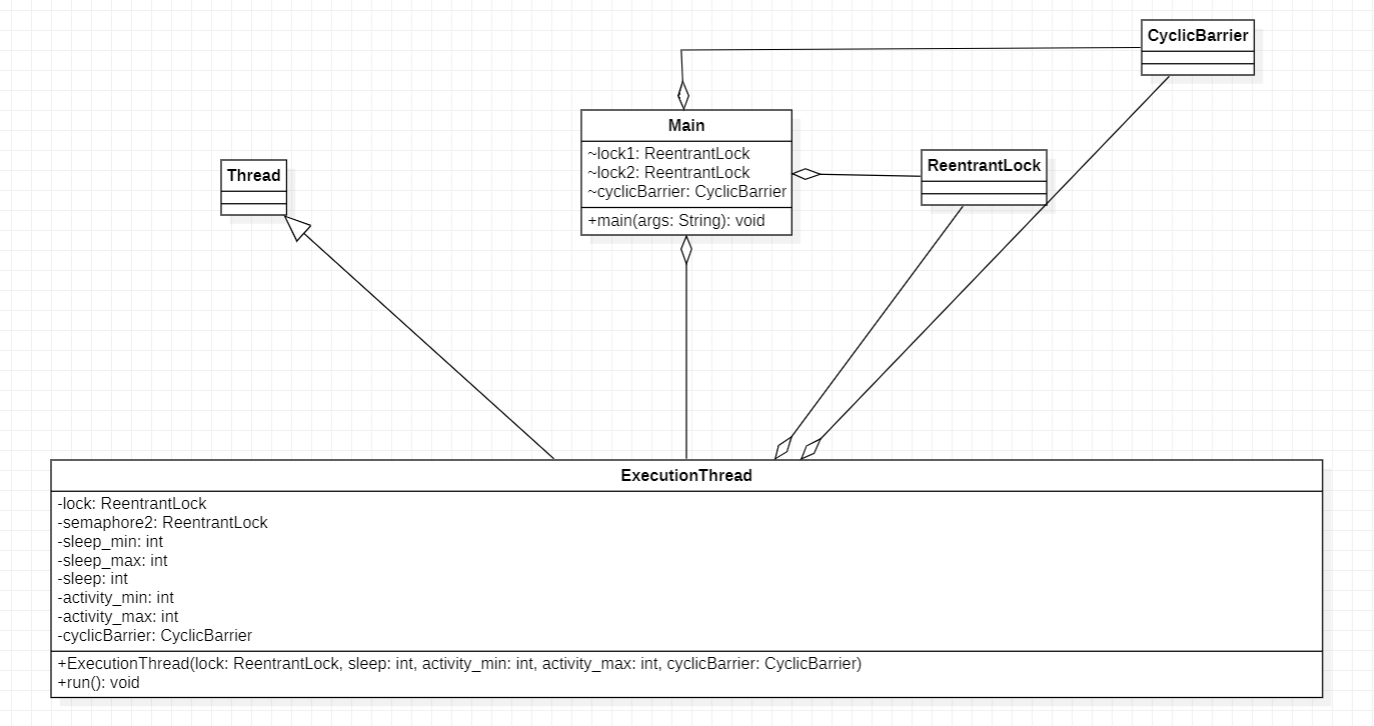 CyclicBarrier
Main
~lock1: ReentrantLock
~lock2: ReentrantLock
~cyclicBarrier: CyclicBarrier
+main(args: String): void
ReentrantLock
Thread
ExecutionThread
-lock: ReentrantLock
-semaphore2: ReentrantLock
-sleep_min: int
-sleep_max: int
-sleep: int
-activity_min: int
-activity_max: int
-cyclicBarrier: CyclicBarrier
+ExecutionThread(lock: ReentrantLock, sleep: int, activity_min: int, activity_max: int, cyclicBarrier: CyclicBarrier)
+run(): void